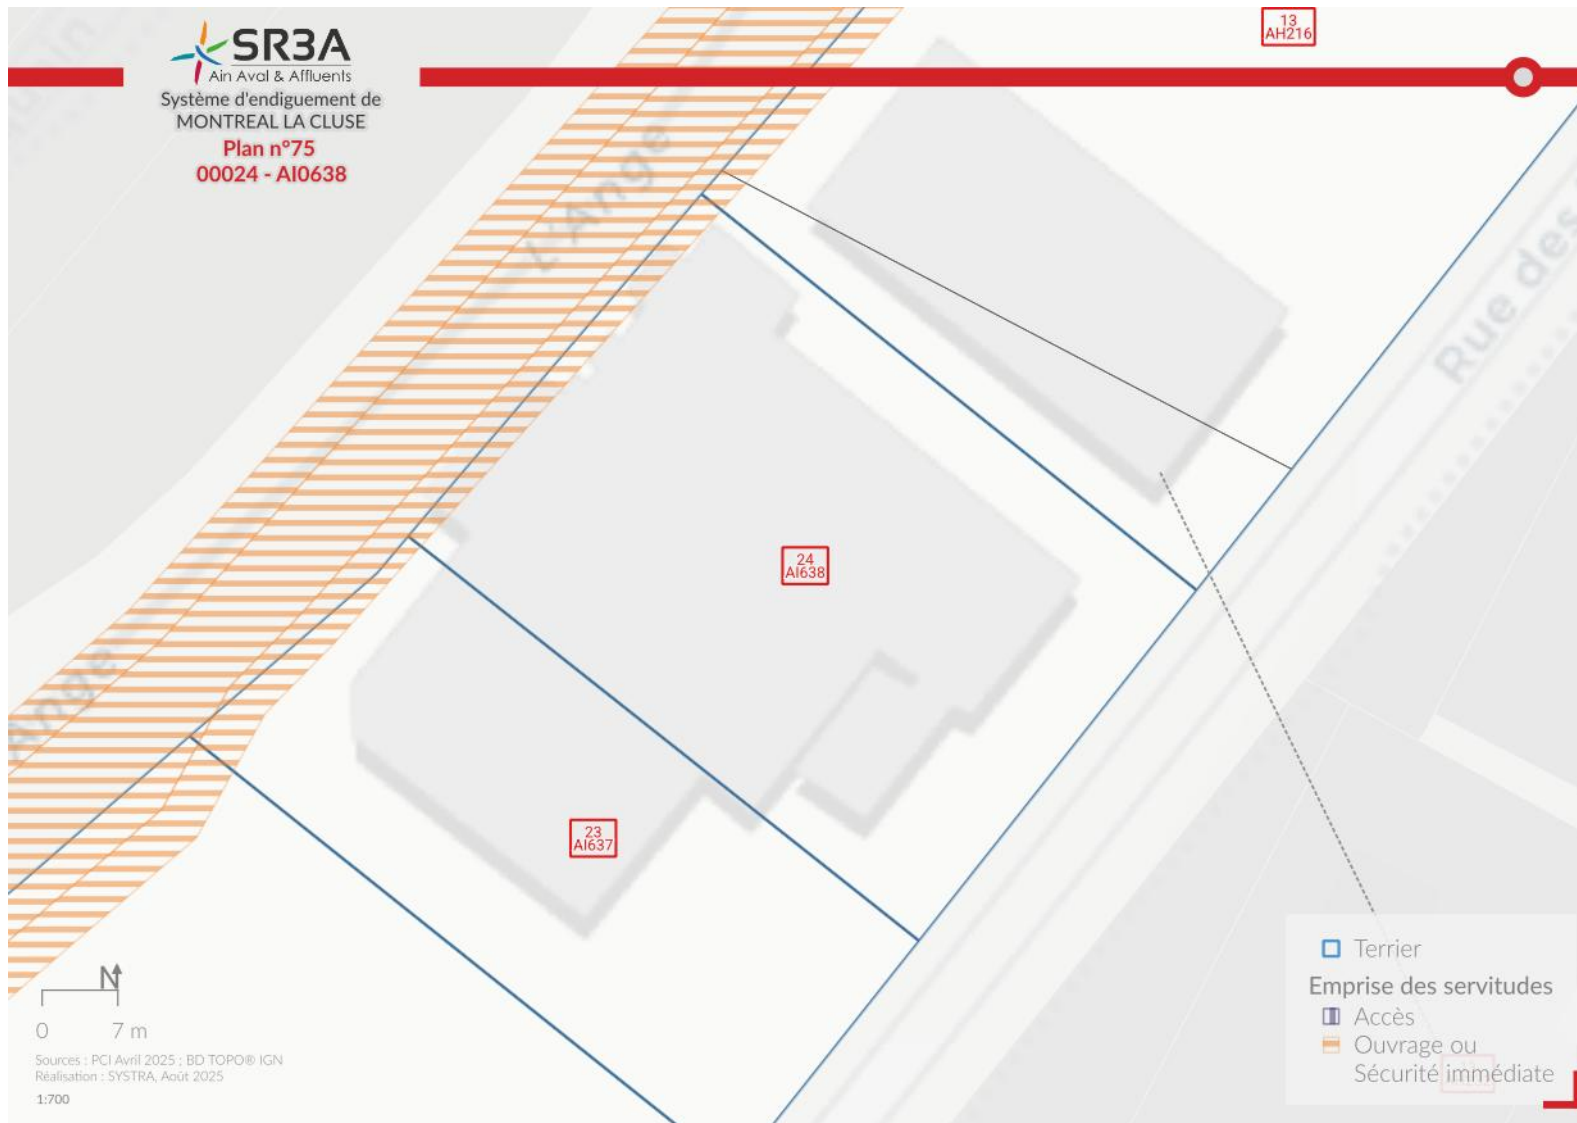 SR3A
Ain Aval & Affluents
Système d'endiguement de
MONTREAL LA CLUSE
Plan n°75
00024 - AI0638
13
AH216
L'Ange
Rue des
24
AI638
Ange
23
AI637
N
0 7 m
Sources : PCI Avril 2025 ; BD TOPO® IGN
Réalisation : SYSTRA, Août 2025
1:700
Terrier
Emprise des servitudes
Accès
Ouvrage ou
Sécurité immédiate